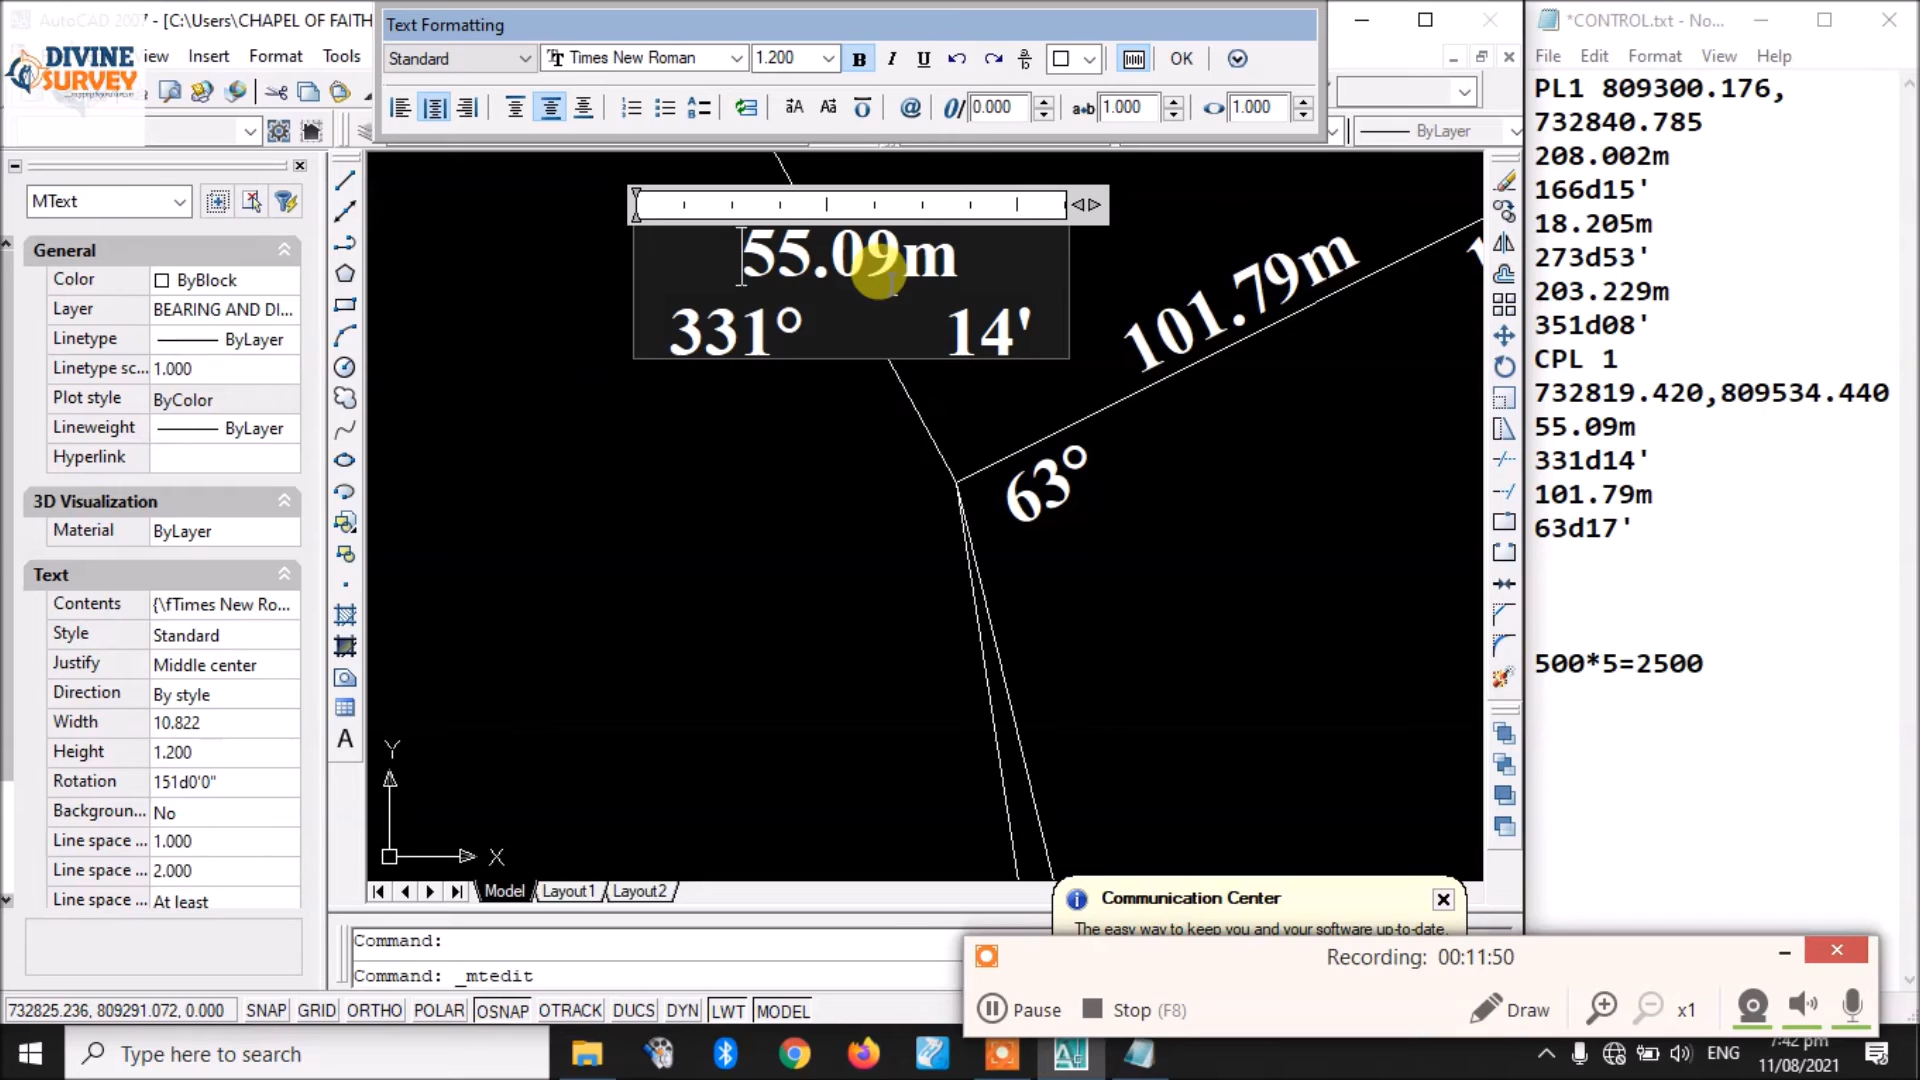 AutoCAD 2007 - [C:\Users\CHAPEL OF FAITH
DIVINE
SURVEY
iew Insert Format Tools
Text Formatting
Standard Times New Roman 1.200 B I U OK
@ 0/ 0.000 a+b 1.000 1.000
ByLayer
MText
General
Color ByBlock
Layer BEARING AND DI...
Linetype ByLayer
Linetype sc... 1.000
Plot style ByColor
Lineweight ByLayer
Hyperlink
3D Visualization
Material ByLayer
Text
Contents {\fTimes New Ro...
Style Standard
Justify Middle center
Direction By style
Width 10.822
Height 1.200
Rotation 151d0'0"
Backgroun... No
Line space ... 1.000
Line space ... 2.000
Line space ... At least
A
55.09m
331° 14'
101.79m
63°
Y
X
Model Layout1 Layout2
Command:
Command: _mtedit
732825.236, 809291.072, 0.000 SNAP GRID ORTHO POLAR OSNAP OTRACK DUCS DYN LWT MODEL
Communication Center
The easy way to keep you and your software up-to-date.
Recording: 00:11:50
Pause Stop (F8) Draw x1
*CONTROL.txt - No...
File Edit Format View Help
PL1 809300.176,
732840.785
208.002m
166d15'
18.205m
273d53'
203.229m
351d08'
CPL 1
732819.420,809534.440
55.09m
331d14'
101.79m
63d17'
500*5=2500
Type here to search
ENG
7:42 pm
11/08/2021